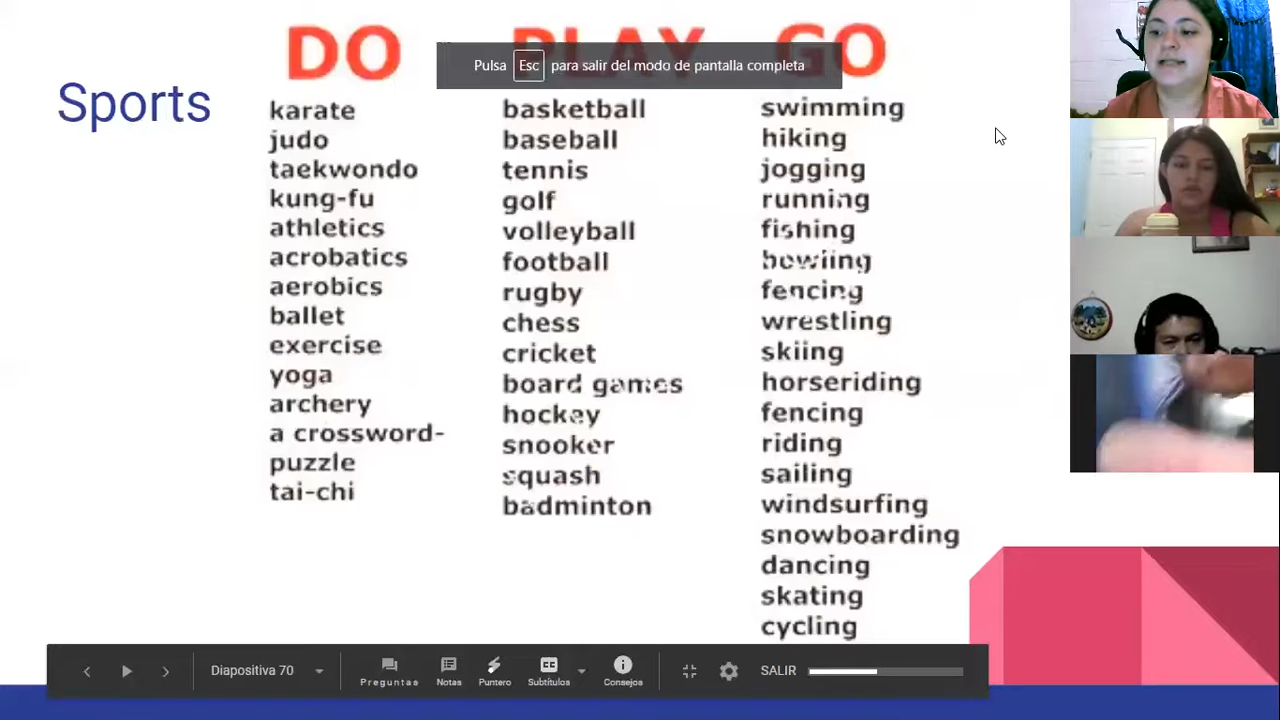 DO
PLAY
GO
Pulsa Esc para salir del modo de pantalla completa
Sports
karate
judo
taekwondo
kung-fu
athletics
acrobatics
aerobics
ballet
exercise
yoga
archery
a crossword-
puzzle
tai-chi
basketball
baseball
tennis
golf
volleyball
football
rugby
chess
cricket
board games
hockey
snooker
squash
badminton
swimming
hiking
jogging
running
fishing
bowling
fencing
wrestling
skiing
horseriding
fencing
riding
sailing
windsurfing
snowboarding
dancing
skating
cycling
Diapositiva 70
Preguntas
Notas
Puntero
Subtítulos
Consejos
SALIR